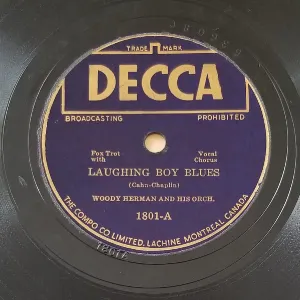 TRADE MARK
DECCA
BROADCASTING PROHIBITED
Fox Trot Vocal
with Chorus
LAUGHING BOY BLUES
(Cahn-Chaplin)
WOODY HERMAN AND HIS ORCH.
1801-A
THE COMPO CO. LIMITED, LACHINE MONTREAL CANADA